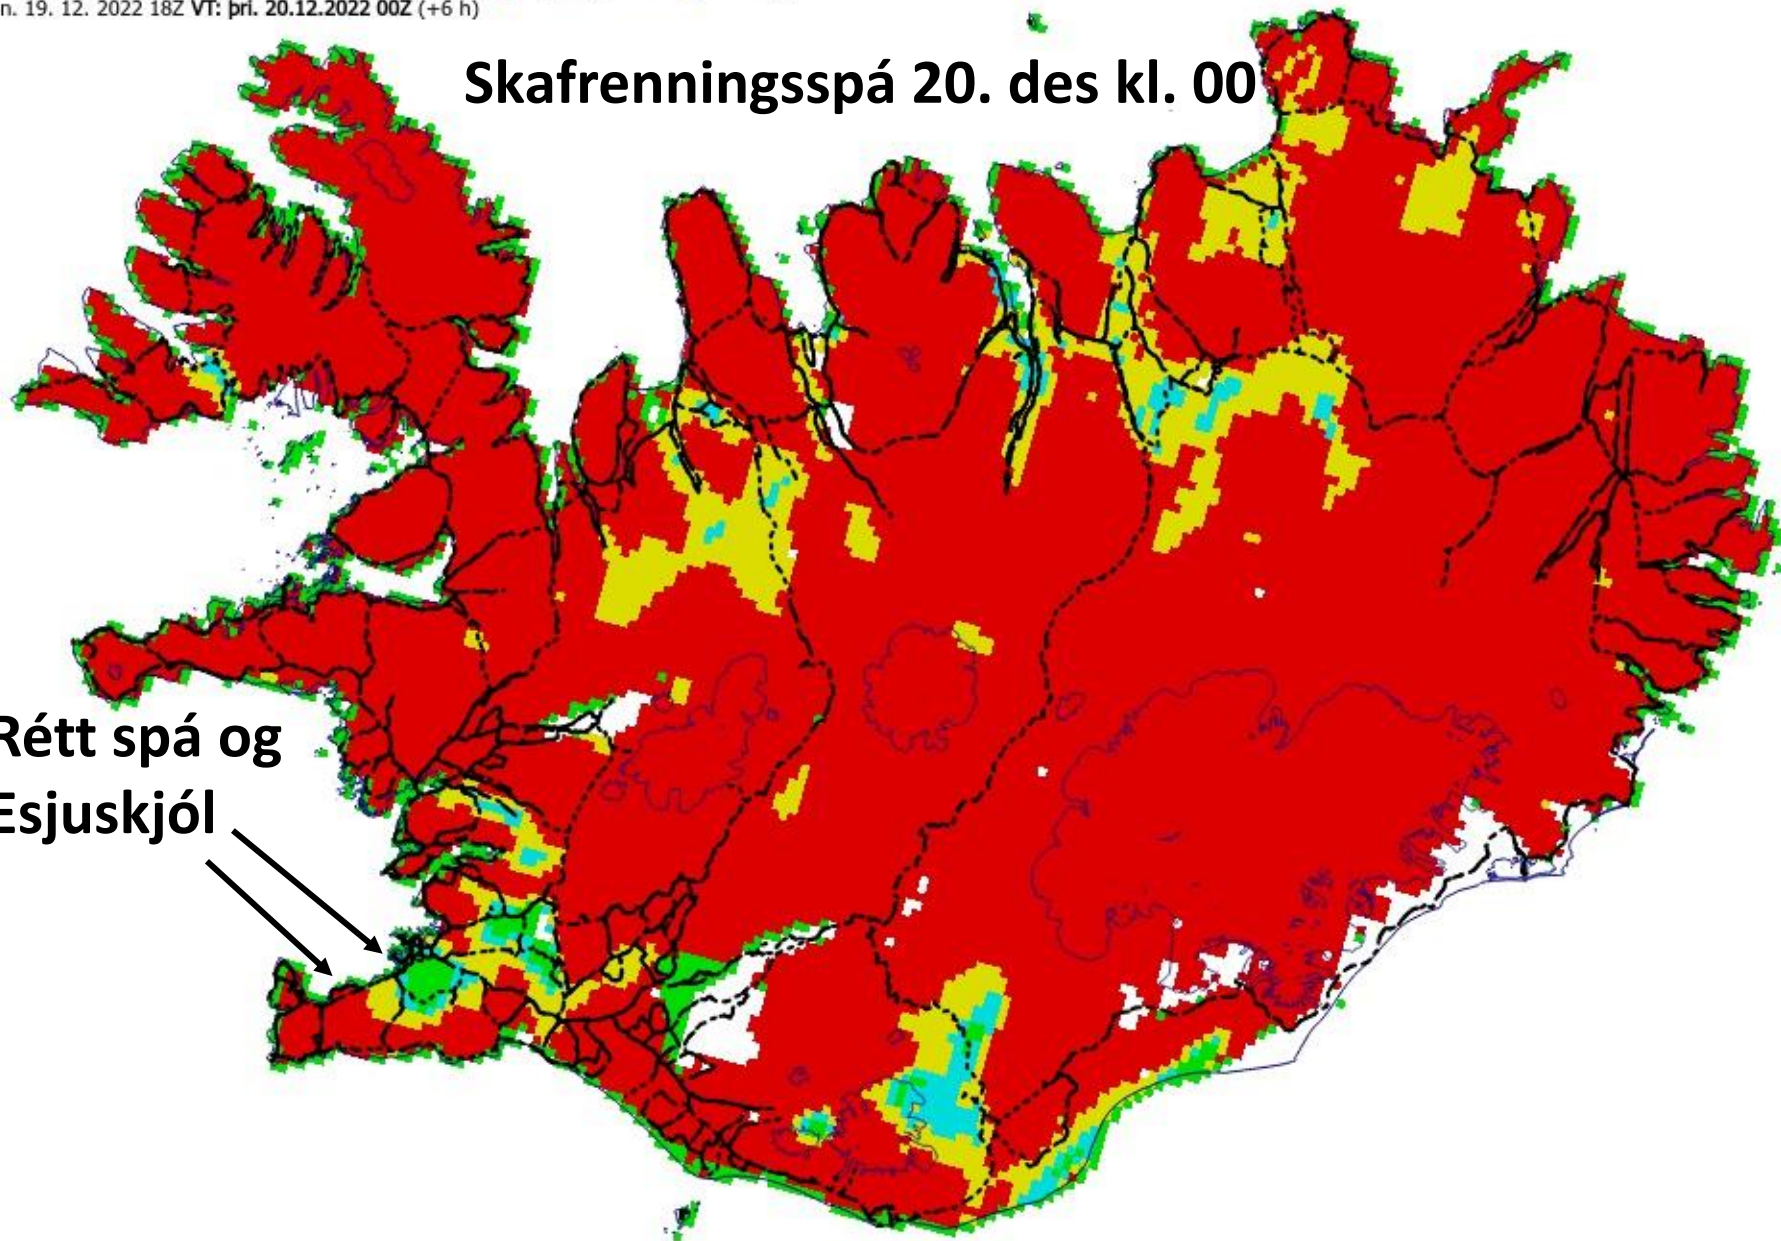 n. 19. 12. 2022 18Z VT: þri. 20.12.2022 00Z (+6 h)
Skafrenningsspá 20. des kl. 00
Rétt spá og
Esjuskjól